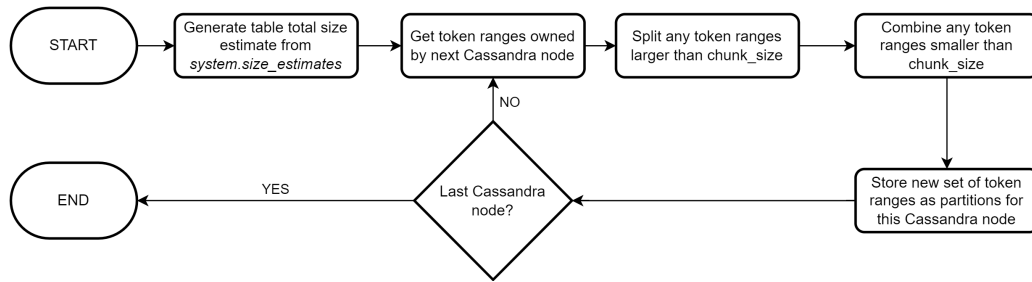 START
Generate table total size
estimate from
system.size_estimates
Get token ranges owned
by next Cassandra node
Split any token ranges
larger than chunk_size
Combine any token
ranges smaller than
chunk_size
NO
Store new set of token
ranges as partitions for
this Cassandra node
Last Cassandra
node?
YES
END